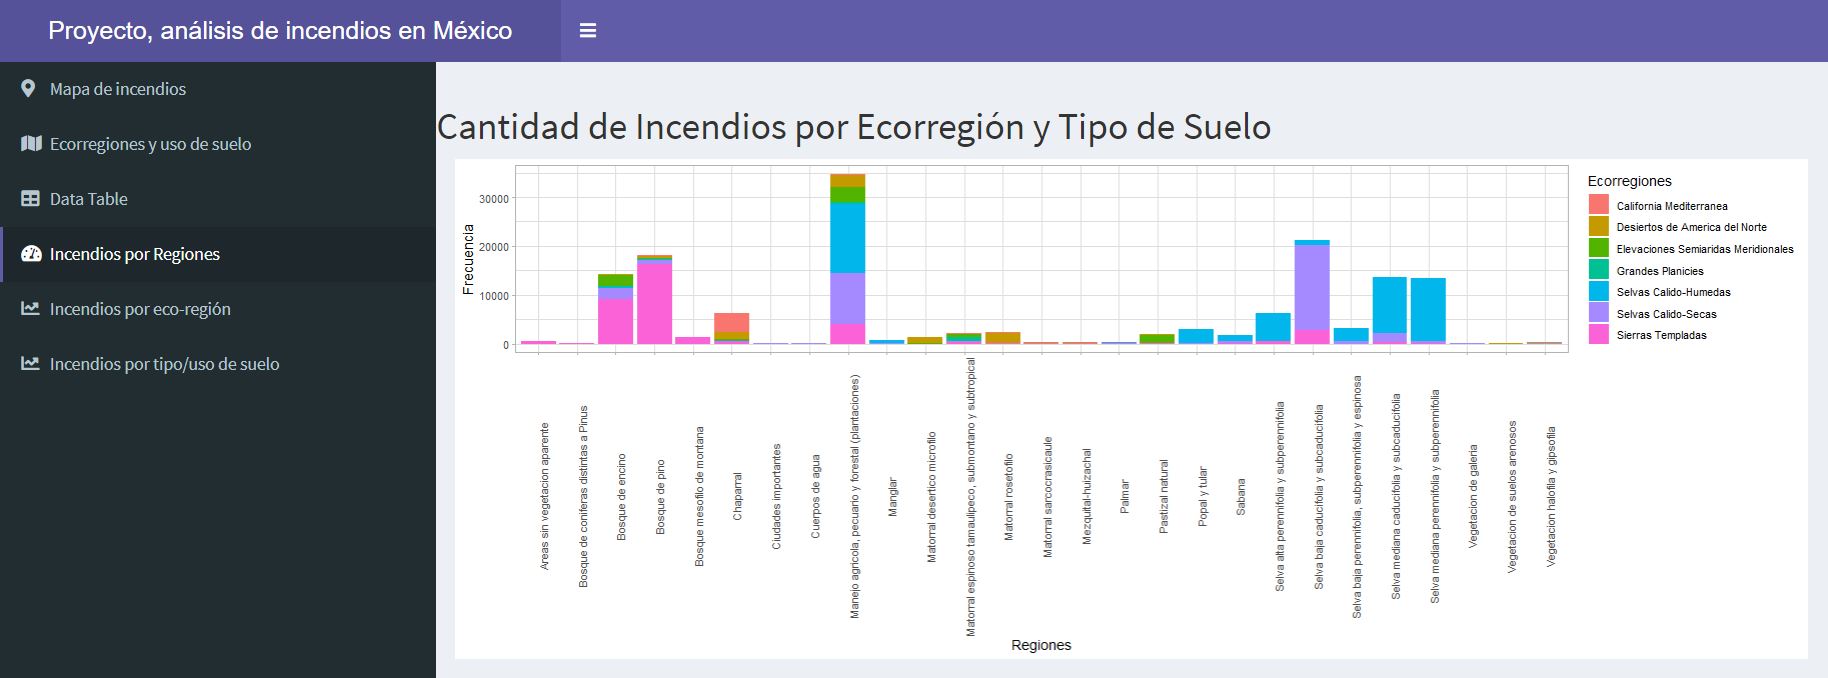 Proyecto, análisis de incendios en México
Mapa de incendios
Ecorregiones y uso de suelo
Data Table
Incendios por Regiones
Incendios por eco-región
Incendios por tipo/uso de suelo
Cantidad de Incendios por Ecorregión y Tipo de Suelo
Frecuencia
30000
20000
10000
0
Areas sin vegetacion aparente
Bosque de coniferas distintas a Pinus
Bosque de encino
Bosque de pino
Bosque mesofilo de montana
Chaparral
Ciudades importantes
Cuerpos de agua
Manejo agricola, pecuario y forestal (plantaciones)
Manglar
Matorral desertico microfilo
Matorral espinoso tamaulipeco, submontano y subtropical
Matorral rosetofilo
Matorral sarcocrasicaule
Mezquital-huizachal
Palmar
Pastizal natural
Popal y tular
Sabana
Selva alta perennifolia y subperennifolia
Selva baja caducifolia y subcaducifolia
Selva baja perennifolia, subperennifolia y espinosa
Selva mediana caducifolia y subcaducifolia
Selva mediana perennifolia y subperennifolia
Vegetacion de galeria
Vegetacion de suelos arenosos
Vegetacion halofila y gipsofila
Regiones
Ecorregiones
California Mediterranea
Desiertos de America del Norte
Elevaciones Semiaridas Meridionales
Grandes Planicies
Selvas Calido-Humedas
Selvas Calido-Secas
Sierras Templadas